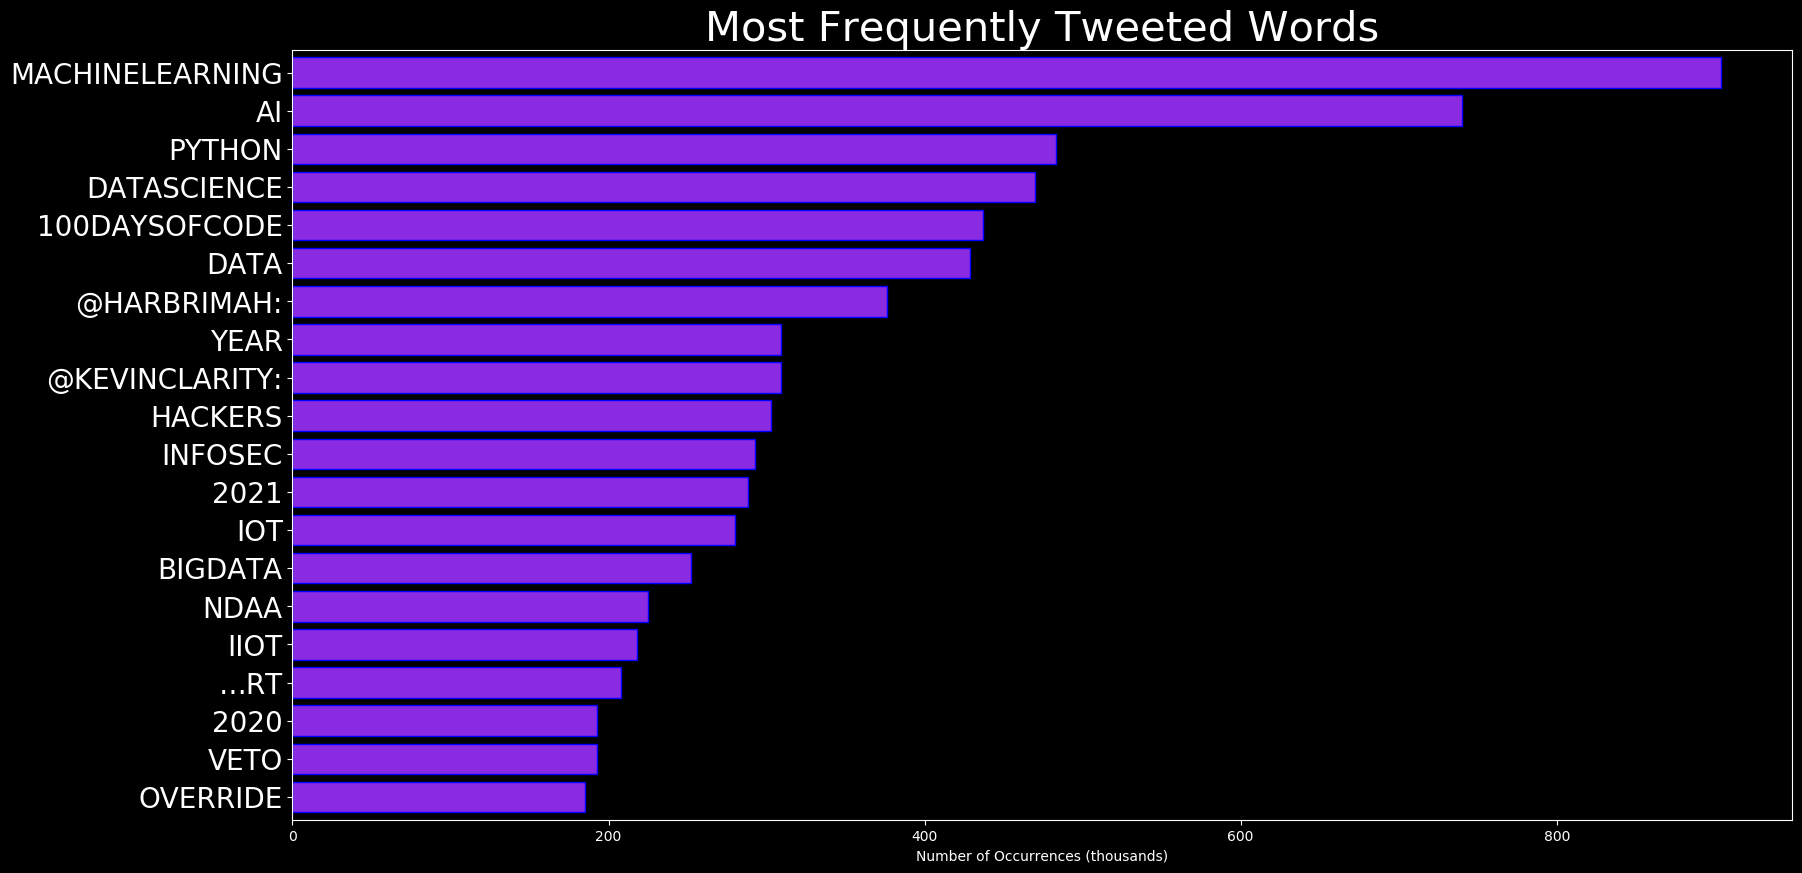 Most Frequently Tweeted Words
MACHINELEARNING
AI
PYTHON
DATASCIENCE
100DAYSOFCODE
DATA
@HARBRIMAH:
YEAR
@KEVINCLARITY:
HACKERS
INFOSEC
2021
IOT
BIGDATA
NDAA
IIOT
…RT
2020
VETO
OVERRIDE
0 200 400 600 800
Number of Occurrences (thousands)